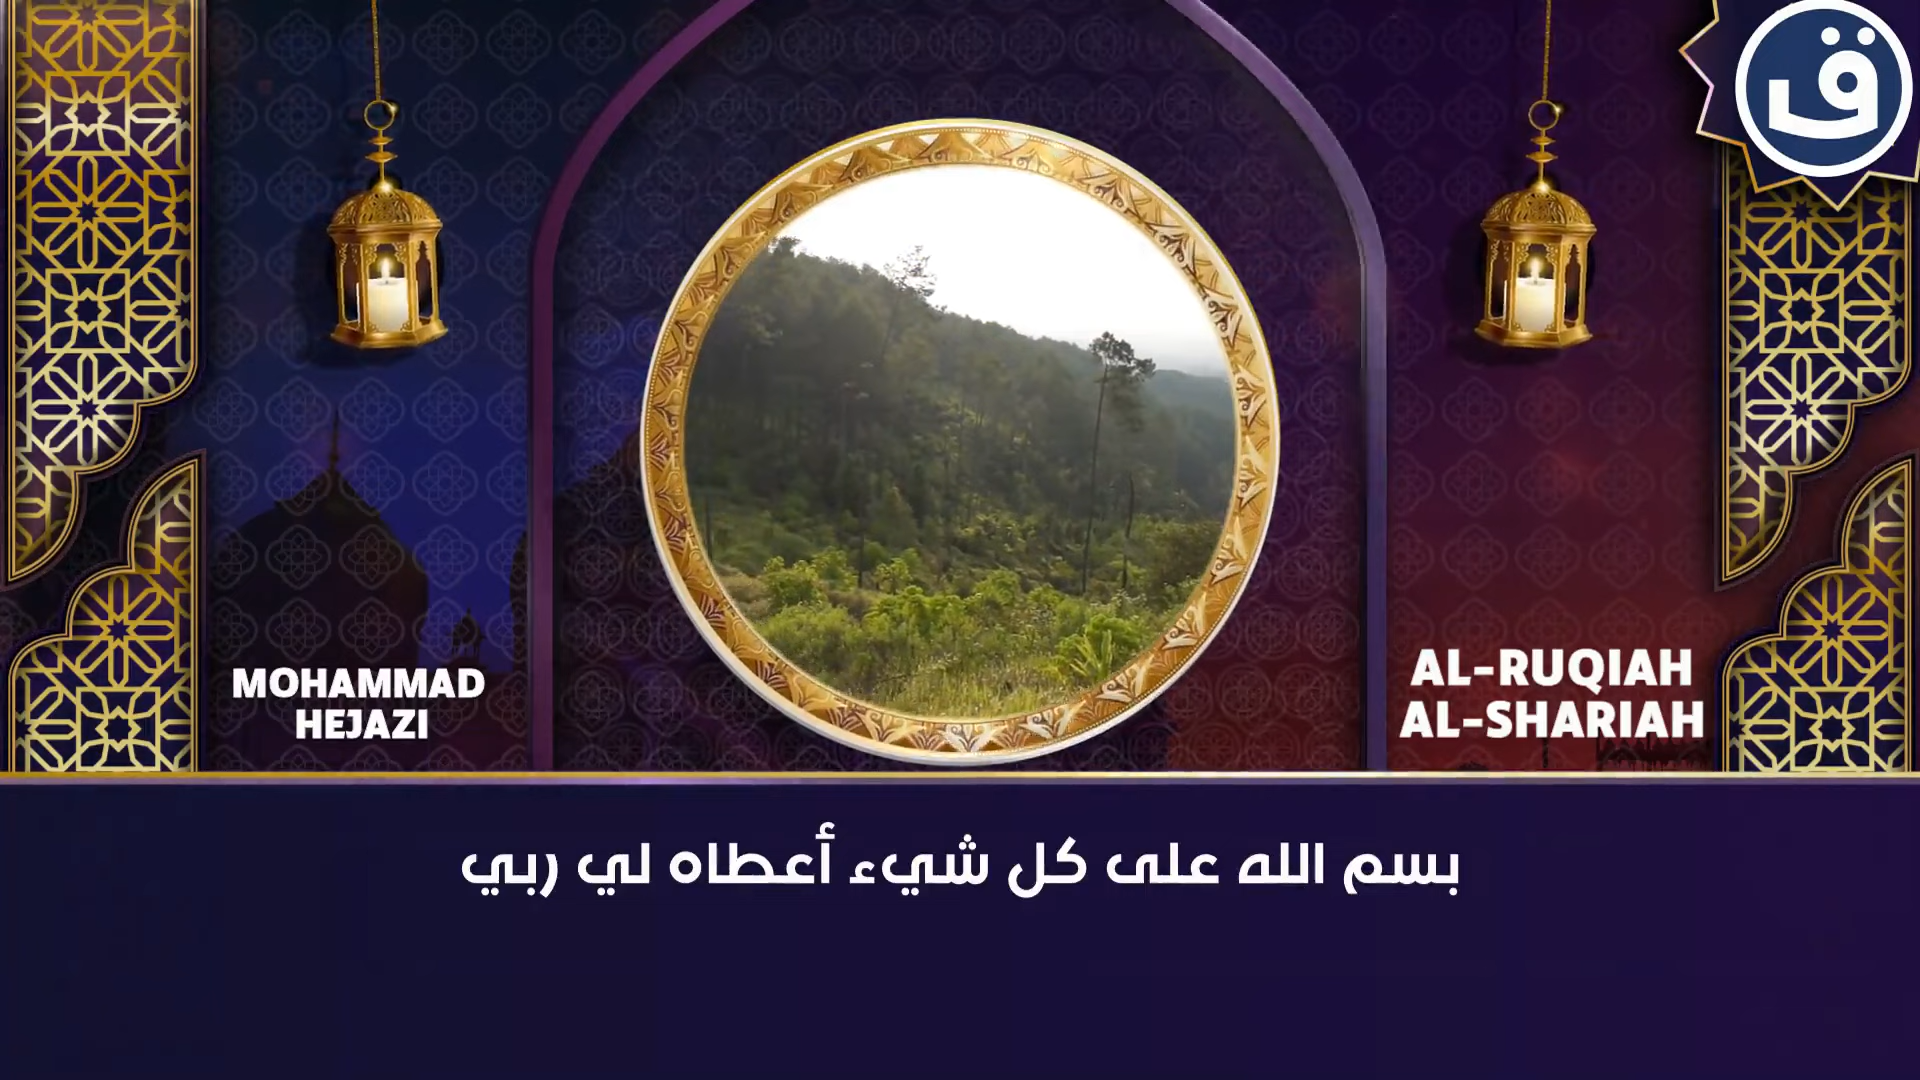 ق
MOHAMMAD
HEJAZI
AL-RUQIAH
AL-SHARIAH
بسم الله على كل شيء أعطاه لي ربي